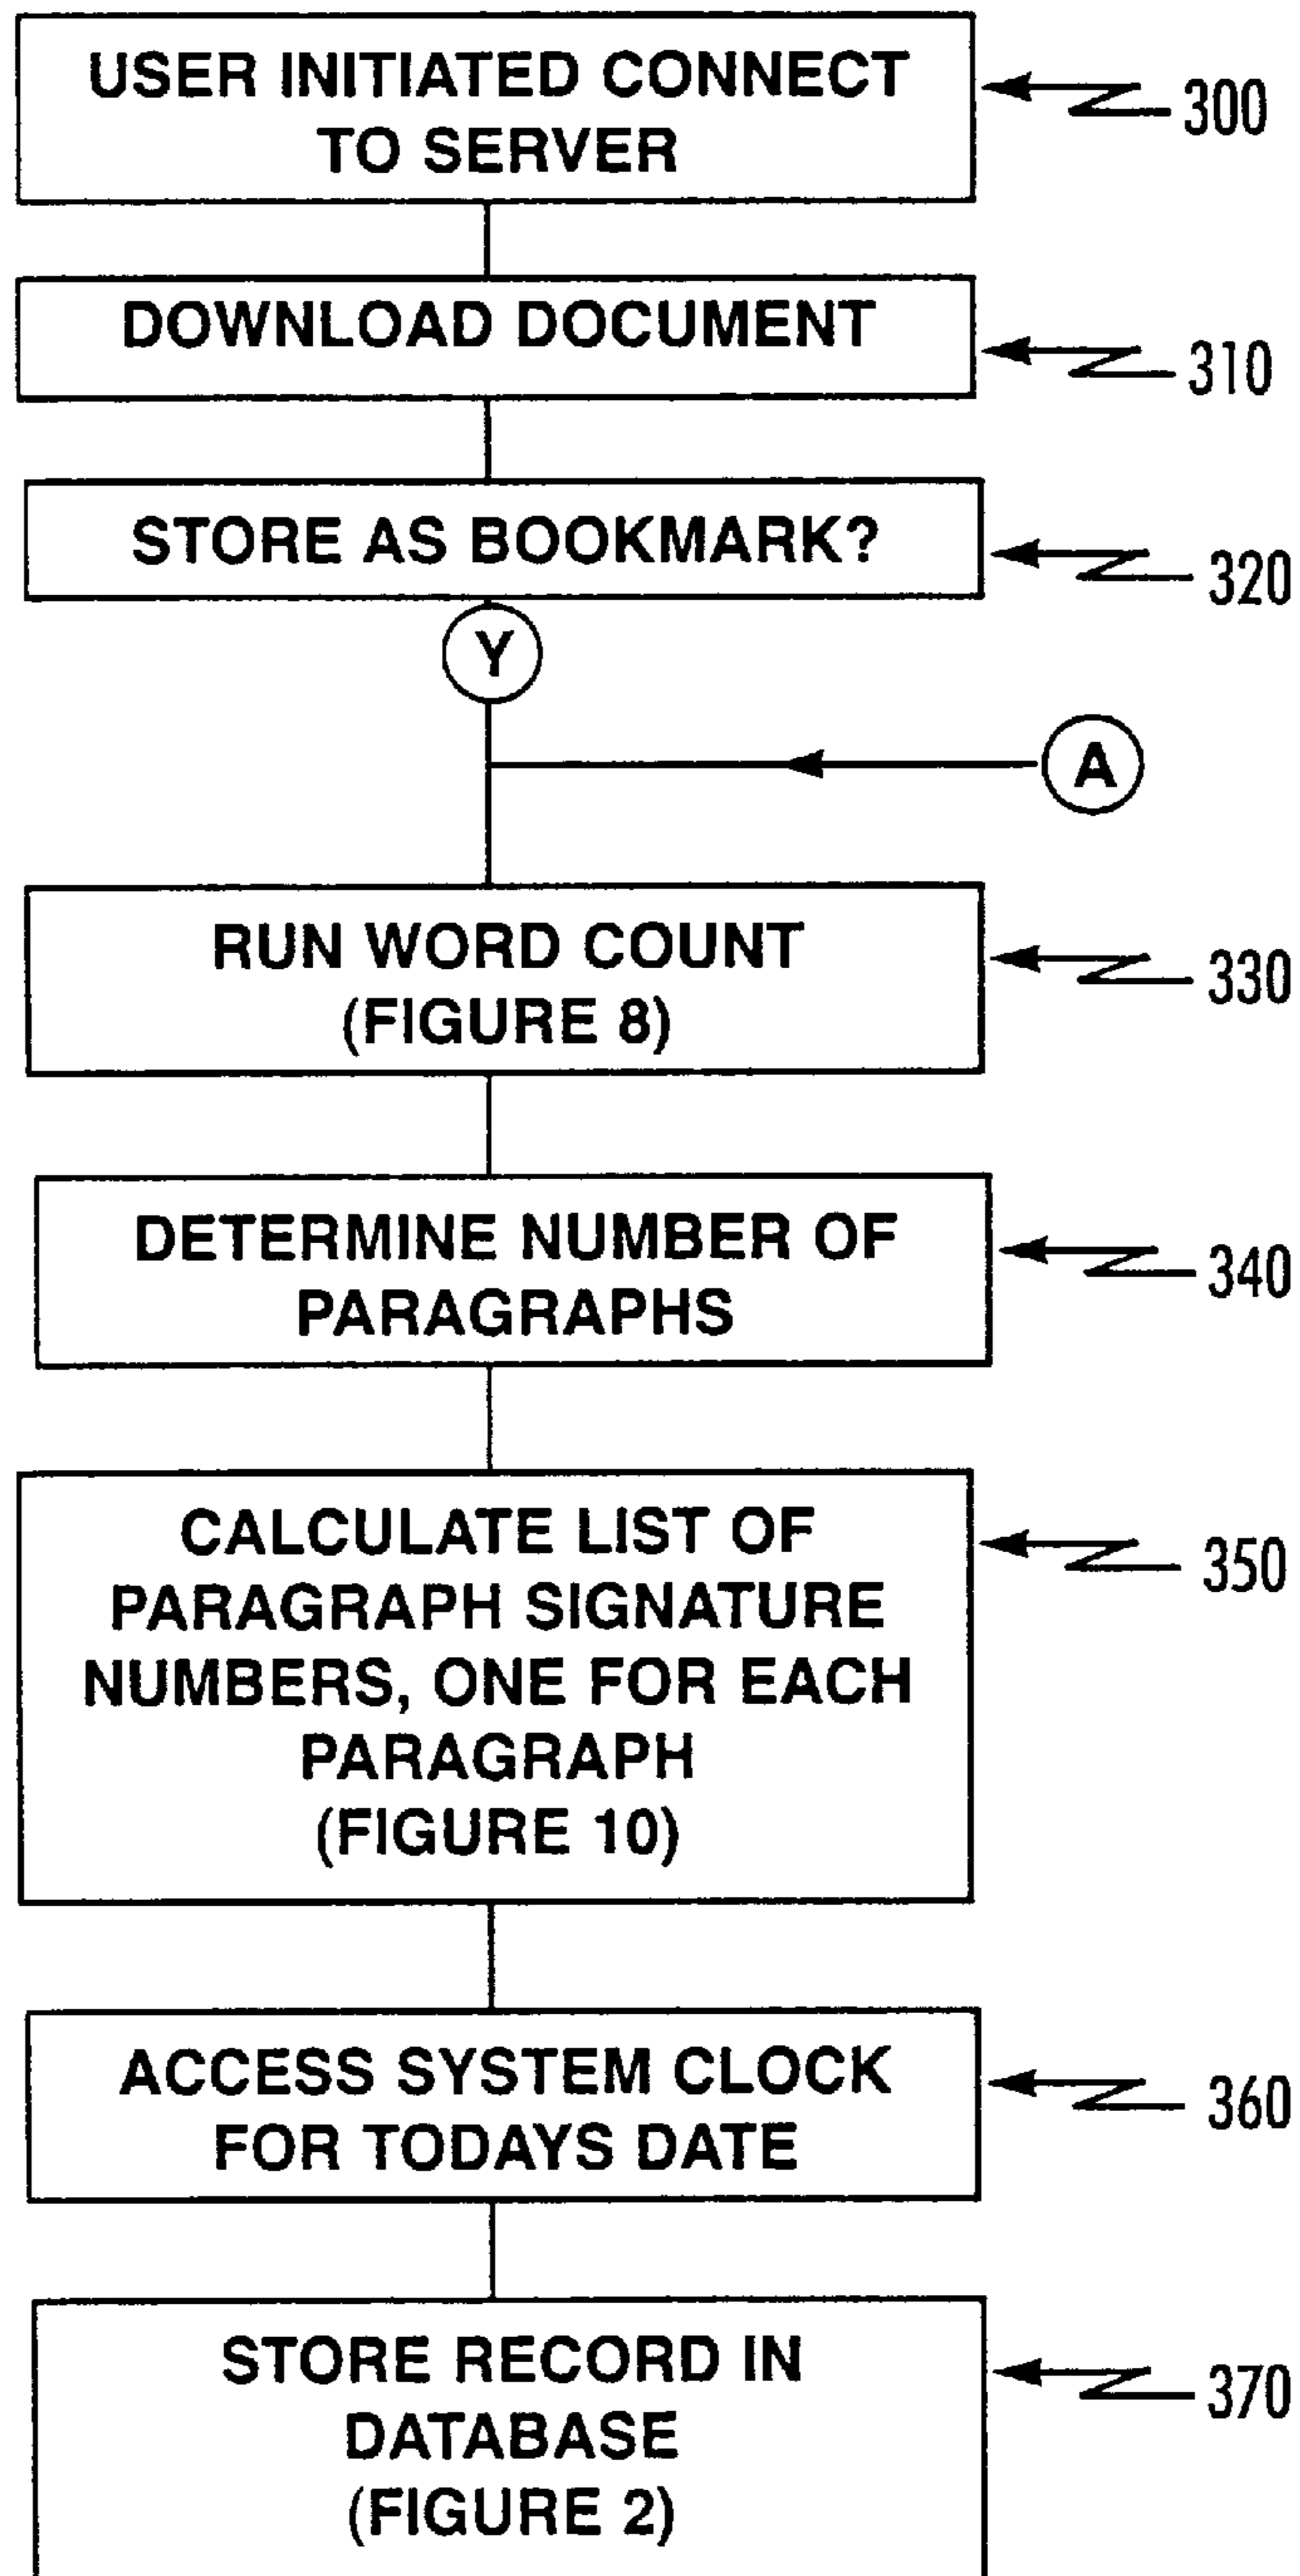 USER INITIATED CONNECT
TO SERVER
300
DOWNLOAD DOCUMENT
310
STORE AS BOOKMARK?
320
Y
A
RUN WORD COUNT
(FIGURE 8)
330
DETERMINE NUMBER OF
PARAGRAPHS
340
CALCULATE LIST OF
PARAGRAPH SIGNATURE
NUMBERS, ONE FOR EACH
PARAGRAPH
(FIGURE 10)
350
ACCESS SYSTEM CLOCK
FOR TODAYS DATE
360
STORE RECORD IN
DATABASE
(FIGURE 2)
370